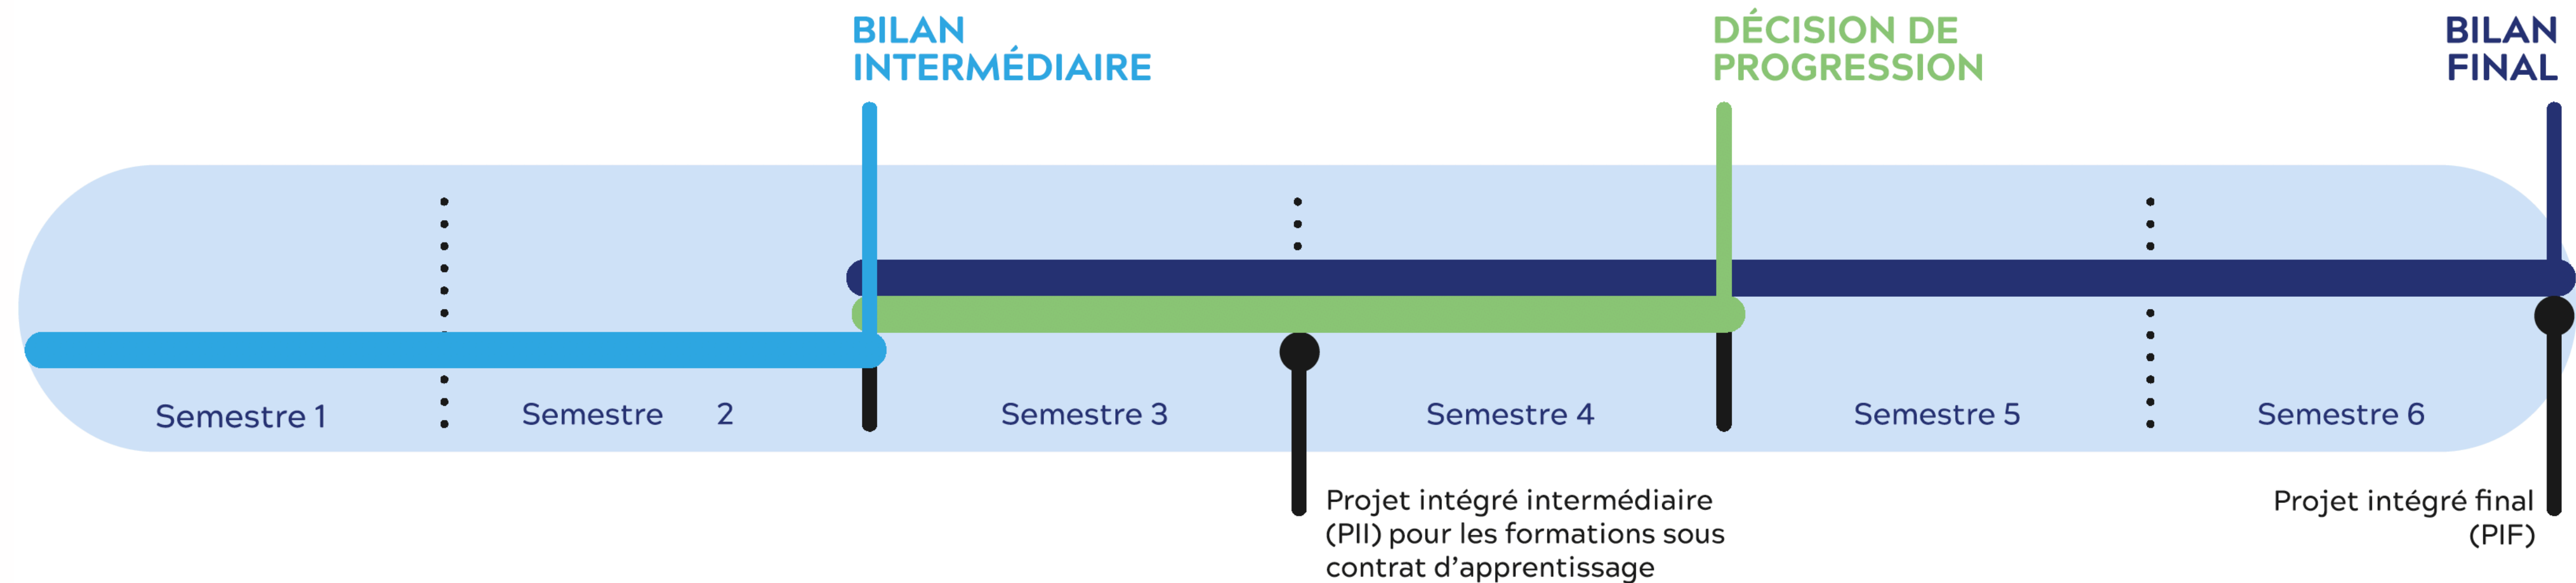 BILAN
INTERMÉDIAIRE
DÉCISION DE
PROGRESSION
BILAN
FINAL
Semestre 1
Semestre 2
Semestre 3
Semestre 4
Semestre 5
Semestre 6
Projet intégré intermédiaire
(PII) pour les formations sous
contrat d’apprentissage
Projet intégré final
(PIF)